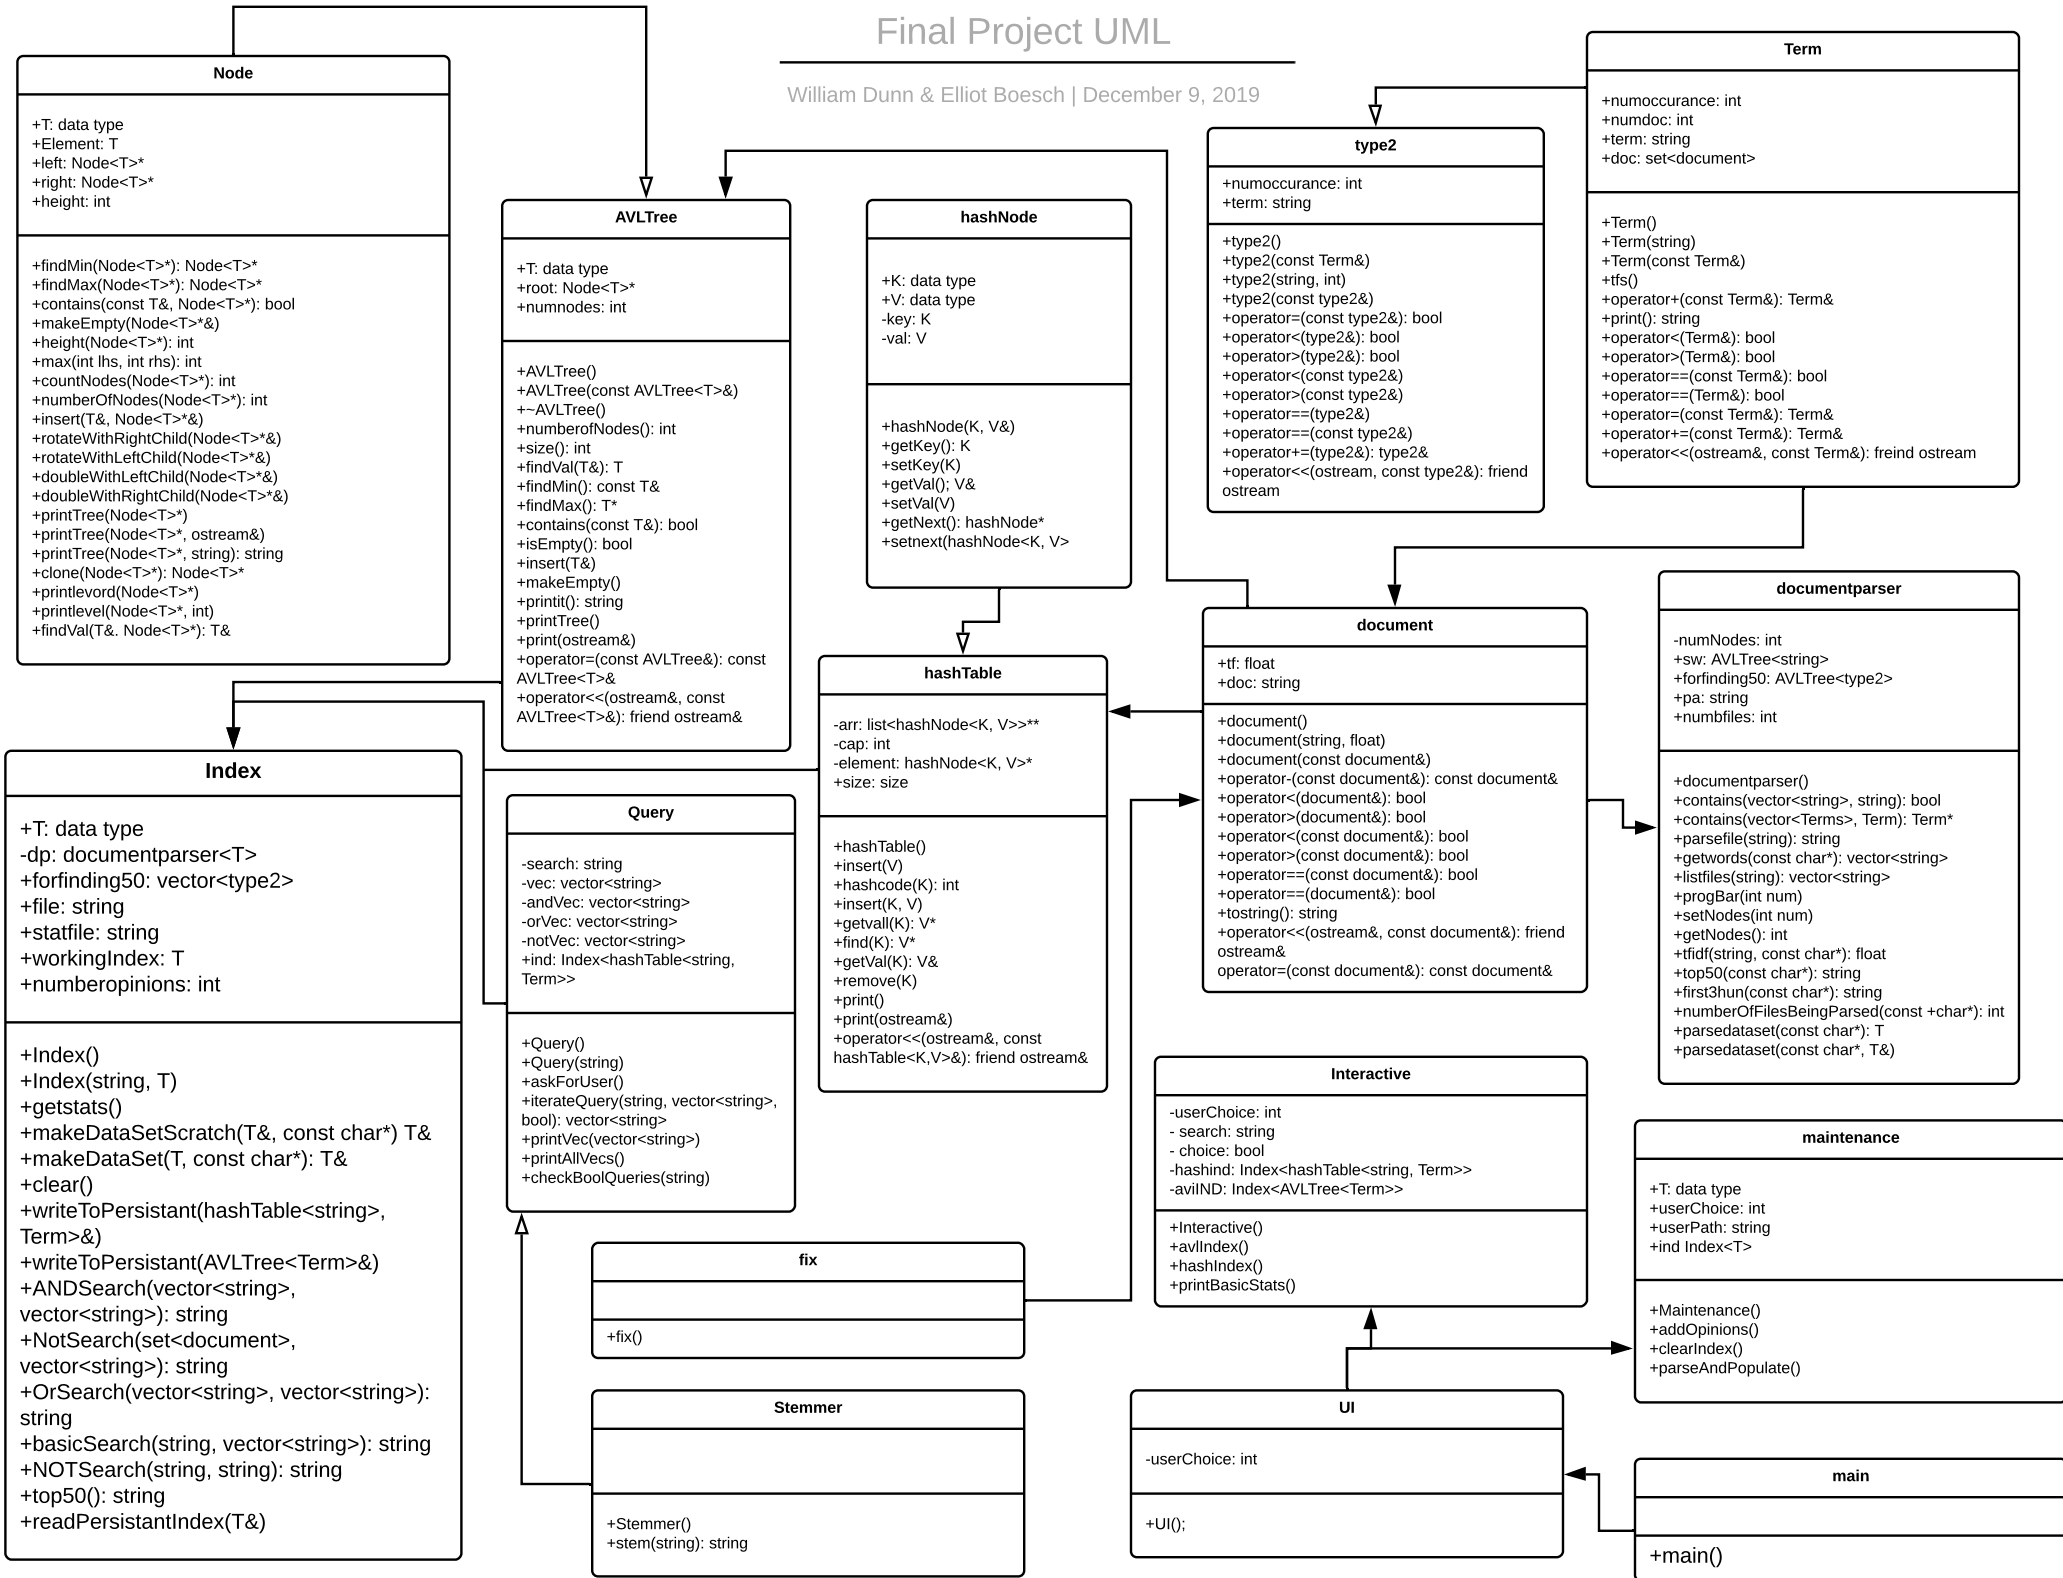 Final Project UML
William Dunn & Elliot Boesch | December 9, 2019
Node
+T: data type
+Element: T
+left: Node<T>*
+right: Node<T>*
+height: int
+findMin(Node<T>*): Node<T>*
+findMax(Node<T>*): Node<T>*
+contains(const T&, Node<T>*): bool
+makeEmpty(Node<T>*&)
+height(Node<T>*): int
+max(int lhs, int rhs): int
+countNodes(Node<T>*): int
+numberOfNodes(Node<T>*): int
+insert(T&, Node<T>*&)
+rotateWithRightChild(Node<T>*&)
+rotateWithLeftChild(Node<T>*&)
+doubleWithLeftChild(Node<T>*&)
+doubleWithRightChild(Node<T>*&)
+printTree(Node<T>*)
+printTree(Node<T>*, ostream&)
+printTree(Node<T>*, string): string
+clone(Node<T>*): Node<T>*
+printlevord(Node<T>*)
+printlevel(Node<T>*, int)
+findVal(T&. Node<T>*): T&
AVLTree
+T: data type
+root: Node<T>*
+numnodes: int
+AVLTree()
+AVLTree(const AVLTree<T>&)
+~AVLTree()
+numberofNodes(): int
+size(): int
+findVal(T&): T
+findMin(): const T&
+findMax(): T*
+contains(const T&): bool
+isEmpty(): bool
+insert(T&)
+makeEmpty()
+printit(): string
+printTree()
+print(ostream&)
+operator=(const AVLTree&): const
AVLTree<T>&
+operator<<(ostream&, const
AVLTree<T>&): friend ostream&
hashNode
+K: data type
+V: data type
-key: K
-val: V
+hashNode(K, V&)
+getKey(): K
+setKey(K)
+getVal(); V&
+setVal(V)
+getNext(): hashNode*
+setnext(hashNode<K, V>
type2
+numoccurance: int
+term: string
+type2()
+type2(const Term&)
+type2(string, int)
+type2(const type2&)
+operator=(const type2&): bool
+operator<(type2&): bool
+operator>(type2&): bool
+operator<(const type2&)
+operator>(const type2&)
+operator==(type2&)
+operator==(const type2&)
+operator+=(type2&): type2&
+operator<<(ostream, const type2&): friend
ostream
Term
+numoccurance: int
+numdoc: int
+term: string
+doc: set<document>
+Term()
+Term(string)
+Term(const Term&)
+tfs()
+operator+(const Term&): Term&
+print(): string
+operator<(Term&): bool
+operator>(Term&): bool
+operator==(const Term&): bool
+operator==(Term&): bool
+operator=(const Term&): Term&
+operator+=(const Term&): Term&
+operator<<(ostream&, const Term&): freind ostream
Index
+T: data type
-dp: documentparser<T>
+forfinding50: vector<type2>
+file: string
+statfile: string
+workingIndex: T
+numberopinions: int
+Index()
+Index(string, T)
+getstats()
+makeDataSetScratch(T&, const char*) T&
+makeDataSet(T, const char*): T&
+clear()
+writeToPersistant(hashTable<string>,
Term>&)
+writeToPersistant(AVLTree<Term>&)
+ANDSearch(vector<string>,
vector<string>): string
+NotSearch(set<document>,
vector<string>): string
+OrSearch(vector<string>, vector<string>):
string
+basicSearch(string, vector<string>): string
+NOTSearch(string, string): string
+top50(): string
+readPersistantIndex(T&)
Query
-search: string
-vec: vector<string>
-andVec: vector<string>
-orVec: vector<string>
-notVec: vector<string>
+ind: Index<hashTable<string,
Term>>
+Query()
+Query(string)
+askForUser()
+iterateQuery(string, vector<string>,
bool): vector<string>
+printVec(vector<string>)
+printAllVecs()
+checkBoolQueries(string)
hashTable
-arr: list<hashNode<K, V>>**
-cap: int
-element: hashNode<K, V>*
+size: size
+hashTable()
+insert(V)
+hashcode(K): int
+insert(K, V)
+getvall(K): V*
+find(K): V*
+getVal(K): V&
+remove(K)
+print()
+print(ostream&)
+operator<<(ostream&, const
hashTable<K,V>&): friend ostream&
document
+tf: float
+doc: string
+document()
+document(string, float)
+document(const document&)
+operator-(const document&): const document&
+operator<(document&): bool
+operator>(document&): bool
+operator<(const document&): bool
+operator>(const document&): bool
+operator==(const document&): bool
+operator==(document&): bool
+tostring(): string
+operator<<(ostream&, const document&): friend
ostream&
operator=(const document&): const document&
documentparser
-numNodes: int
+sw: AVLTree<string>
+forfinding50: AVLTree<type2>
+pa: string
+numbfiles: int
+documentparser()
+contains(vector<string>, string): bool
+contains(vector<Terms>, Term): Term*
+parsefile(string): string
+getwords(const char*): vector<string>
+listfiles(string): vector<string>
+progBar(int num)
+setNodes(int num)
+getNodes(): int
+tfidf(string, const char*): float
+top50(const char*): string
+first3hun(const char*): string
+numberOfFilesBeingParsed(const +char*): int
+parsedataset(const char*): T
+parsedataset(const char*, T&)
Interactive
-userChoice: int
- search: string
- choice: bool
-hashind: Index<hashTable<string, Term>>
-aviIND: Index<AVLTree<Term>>
+Interactive()
+avlIndex()
+hashIndex()
+printBasicStats()
maintenance
+T: data type
+userChoice: int
+userPath: string
+ind Index<T>
+Maintenance()
+addOpinions()
+clearIndex()
+parseAndPopulate()
fix
+fix()
Stemmer
+Stemmer()
+stem(string): string
UI
-userChoice: int
+UI();
main
+main()